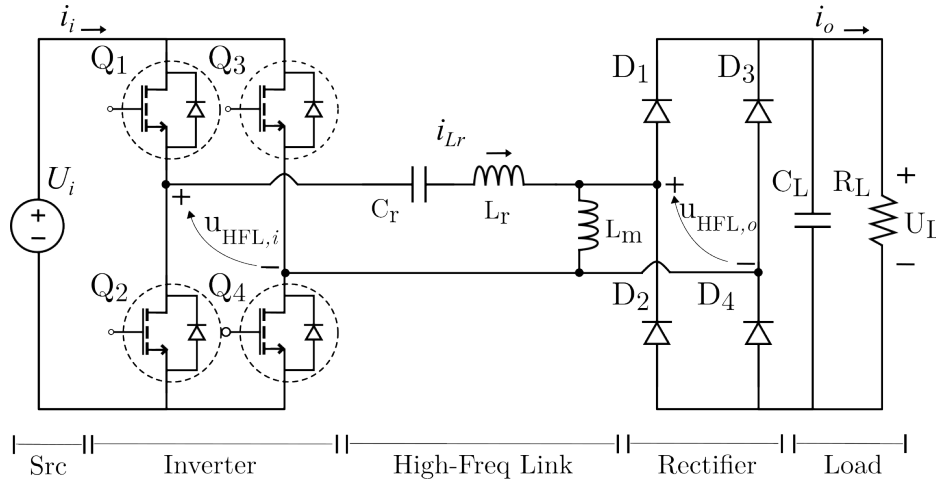 i_i
i_o
Q1 Q3
D1 D3
i_Lr
U_i
+
−
+
C_r
L_r
L_m
u_HFL,i
−
+
u_HFL,o
−
C_L
R_L
+
U_L
−
Q2 Q4
D2 D4
Src Inverter High-Freq Link Rectifier Load